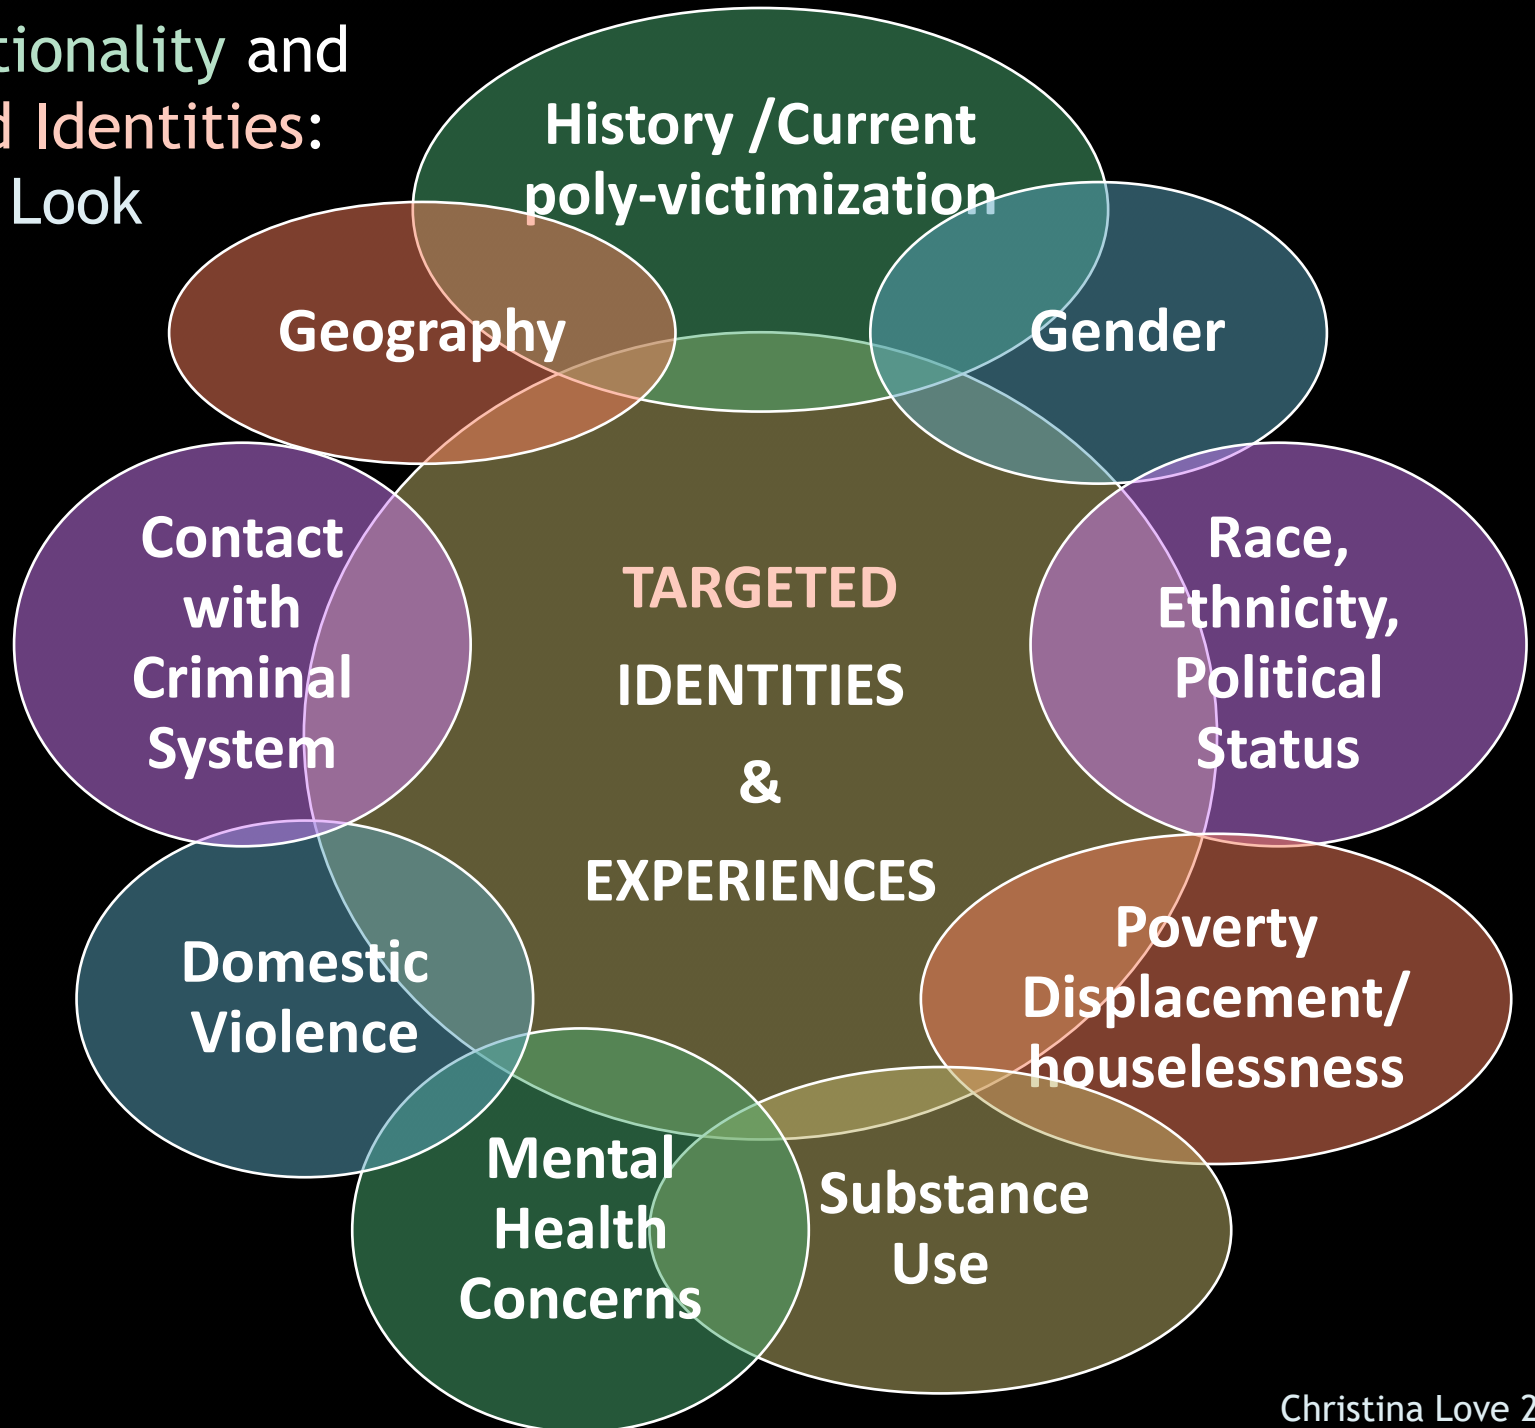 tionality and
d Identities:
Look
History /Current
poly-victimization
Geography
Gender
Contact
with
Criminal
System
TARGETED
IDENTITIES
&
EXPERIENCES
Race,
Ethnicity,
Political
Status
Domestic
Violence
Poverty
Displacement/
houselessness
Mental
Health
Concerns
Substance
Use
Christina Love 2